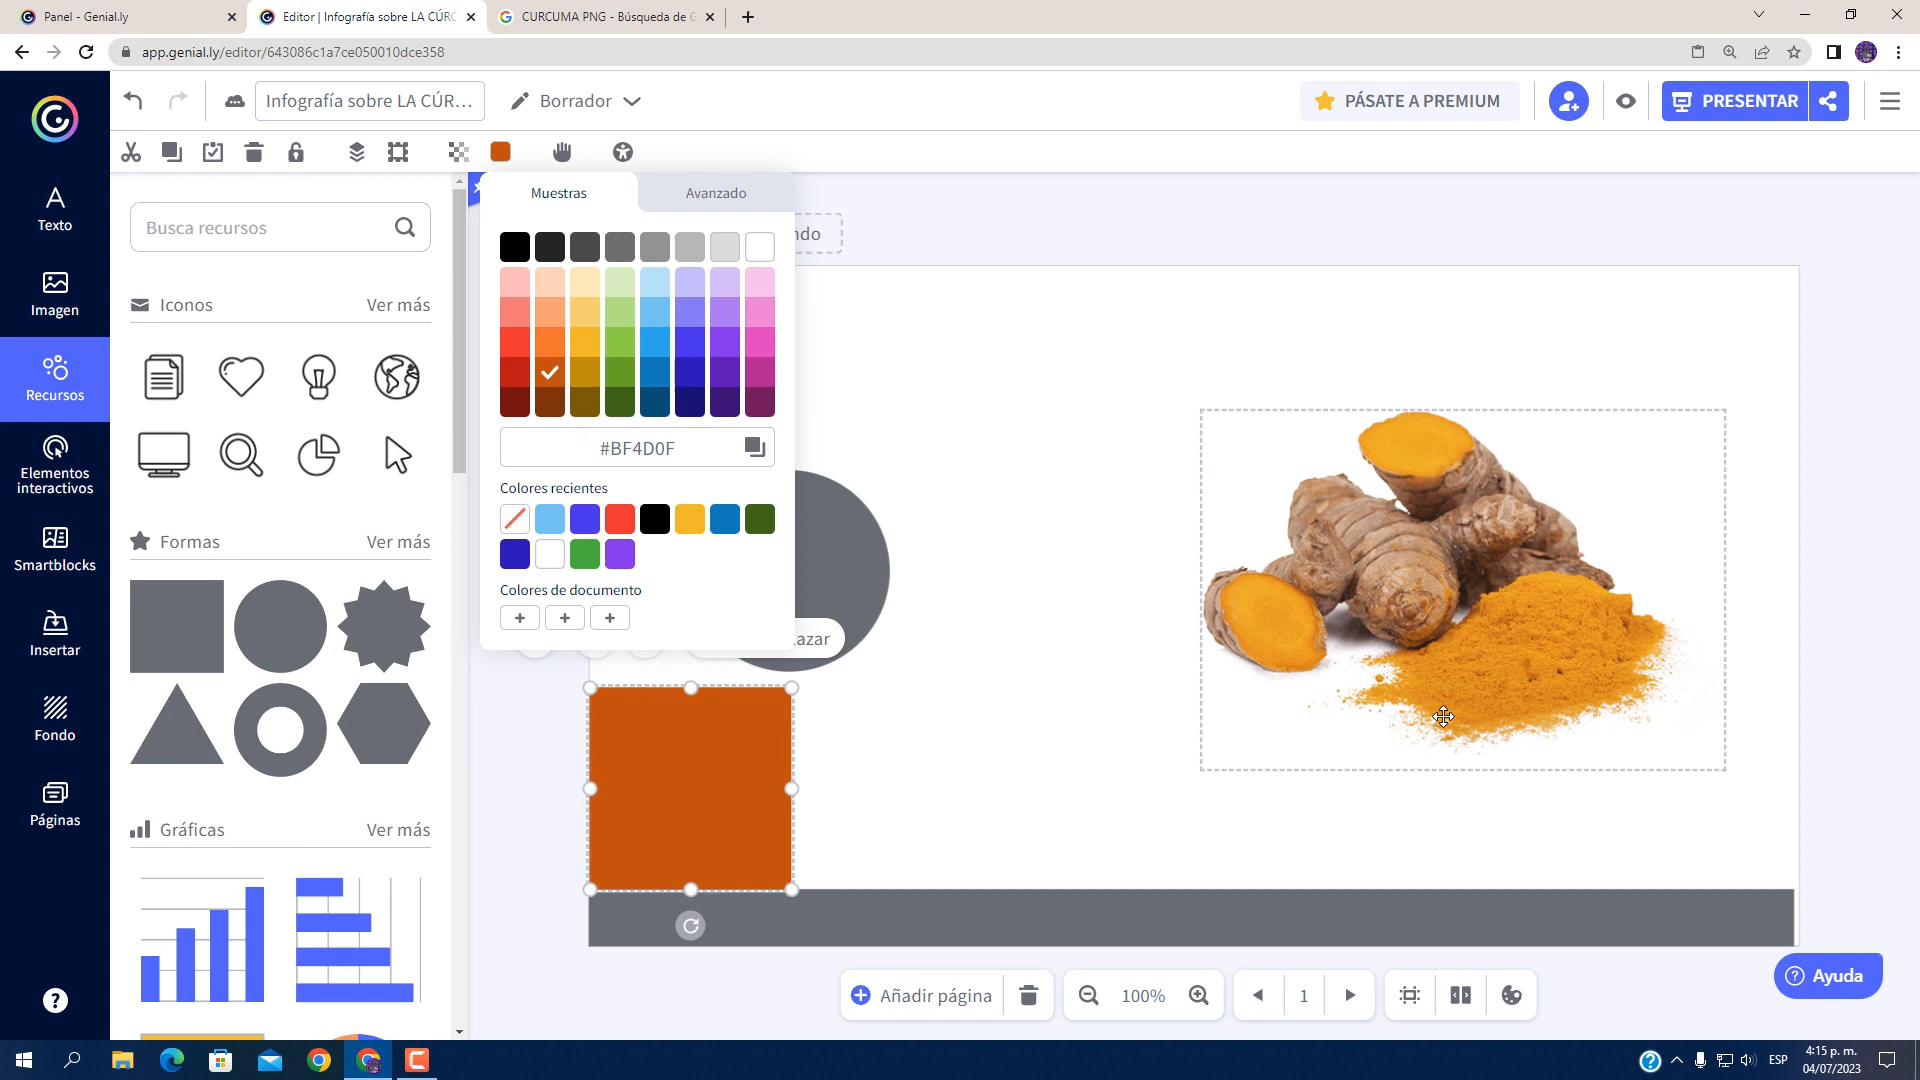 Panel - Genial.ly
Editor | Infografía sobre LA CÚRC
CURCUMA PNG - Búsqueda de G
app.genial.ly/editor/643086c1a7ce050010dce358
Infografía sobre LA CÚR...
Borrador
PÁSATE A PREMIUM
PRESENTAR
Texto
Imagen
Recursos
Elementos
interactivos
Smartblocks
Insertar
Fondo
Páginas
Busca recursos
Iconos
Ver más
Formas
Ver más
Gráficas
Ver más
Muestras
Avanzado
#BF4D0F
Colores recientes
Colores de documento
ndo
azar
Añadir página
100%
1
Ayuda
ESP
4:15 p. m.
04/07/2023